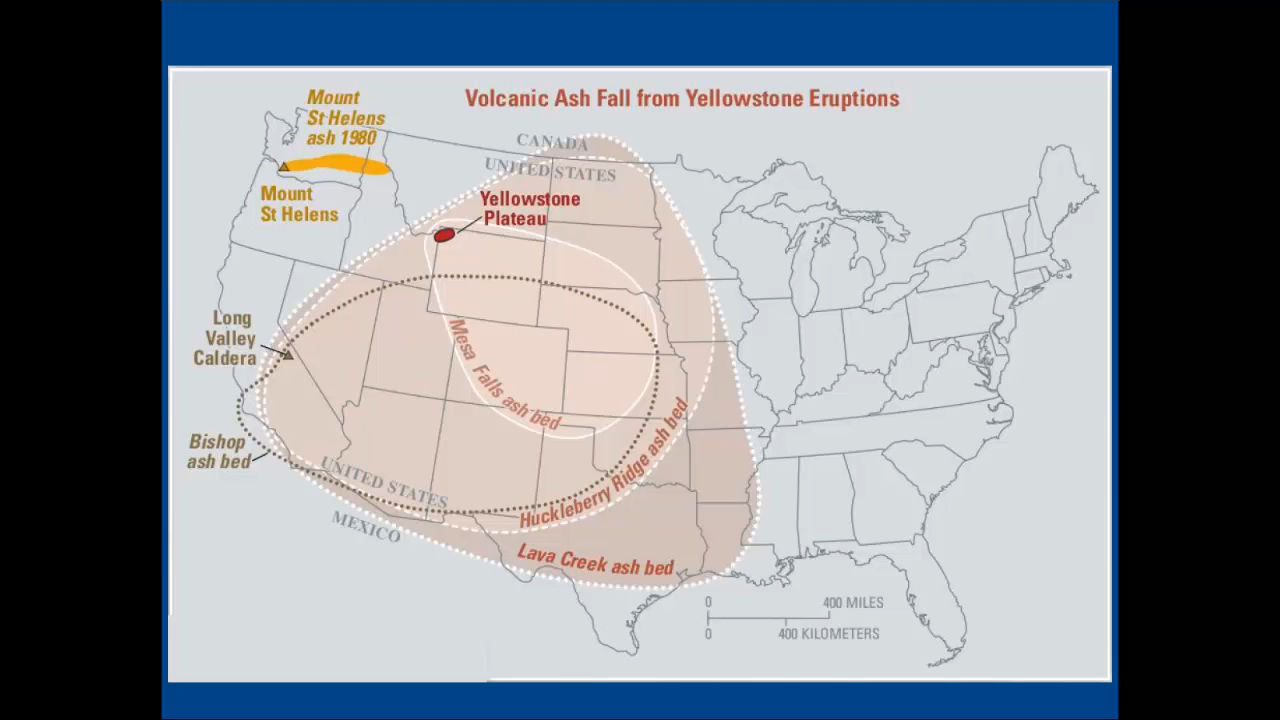 Volcanic Ash Fall from Yellowstone Eruptions
Mount
St Helens
ash 1980
Mount
St Helens
CANADA
UNITED STATES
Yellowstone
Plateau
Long
Valley
Caldera
Mesa Falls ash bed
Bishop
ash bed
UNITED STATES
MEXICO
Huckleberry Ridge ash bed
Lava Creek ash bed
0 400 MILES
0 400 KILOMETERS